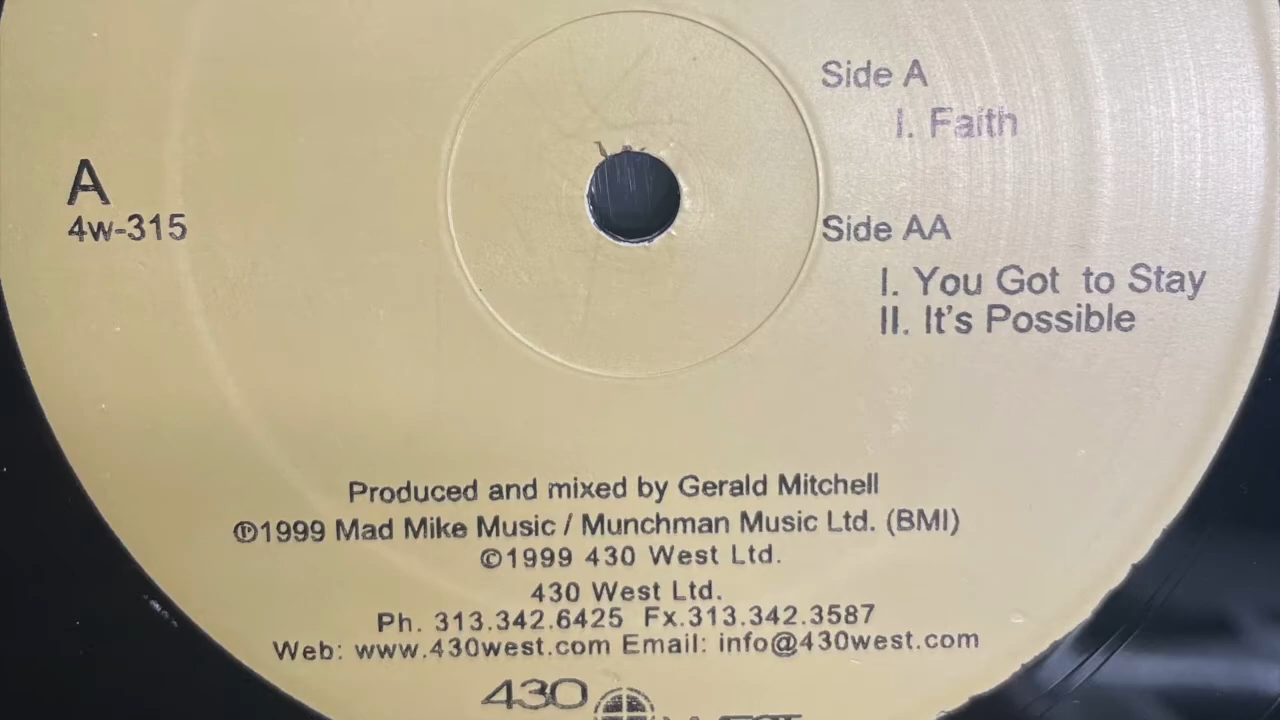 Side A
I. Faith
A
4w-315
Side AA
I. You Got to Stay
II. It's Possible
Produced and mixed by Gerald Mitchell
℗1999 Mad Mike Music / Munchman Music Ltd. (BMI)
©1999 430 West Ltd.
430 West Ltd.
Ph. 313.342.6425 Fx.313.342.3587
Web: www.430west.com Email: info@430west.com
430
WEST